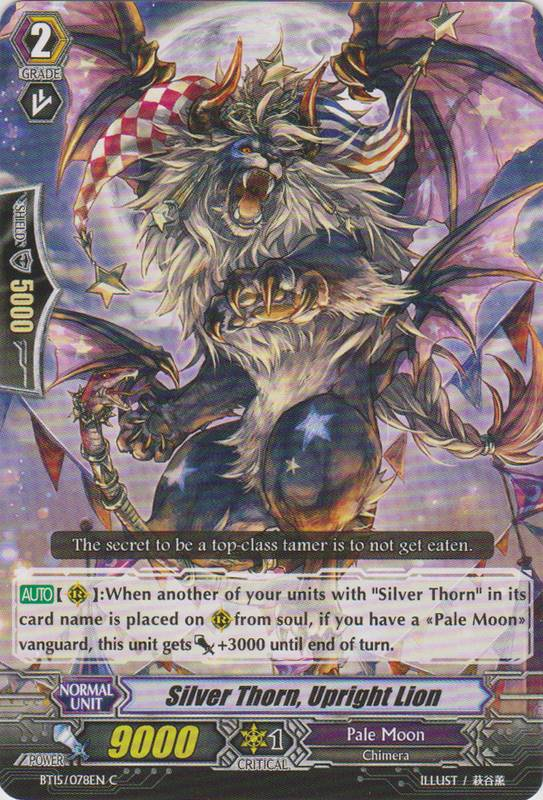 2
GRADE
SHIELD
5000
The secret to be a top-class tamer is to not get eaten.
AUTO【 R 】:When another of your units with "Silver Thorn" in its
card name is placed on R from soul, if you have a «Pale Moon»
vanguard, this unit gets +3000 until end of turn.
NORMAL
UNIT
Silver Thorn, Upright Lion
POWER
9000
1
CRITICAL
Pale Moon
Chimera
BT15/078EN C
ILLUST / 萩谷薫